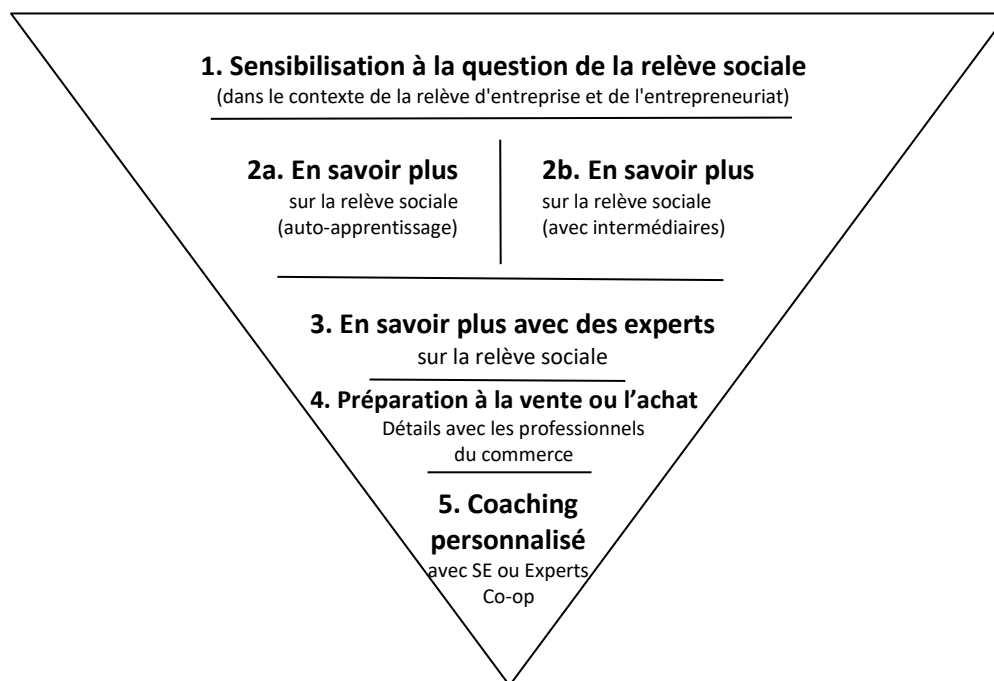 1. Sensibilisation à la question de la relève sociale
(dans le contexte de la relève d'entreprise et de l'entrepreneuriat)
2a. En savoir plus
sur la relève sociale
(auto-apprentissage)
2b. En savoir plus
sur la relève sociale
(avec intermédiaires)
3. En savoir plus avec des experts
sur la relève sociale
4. Préparation à la vente ou l’achat
Détails avec les professionnels
du commerce
5. Coaching
personnalisé
avec SE ou Experts
Co-op